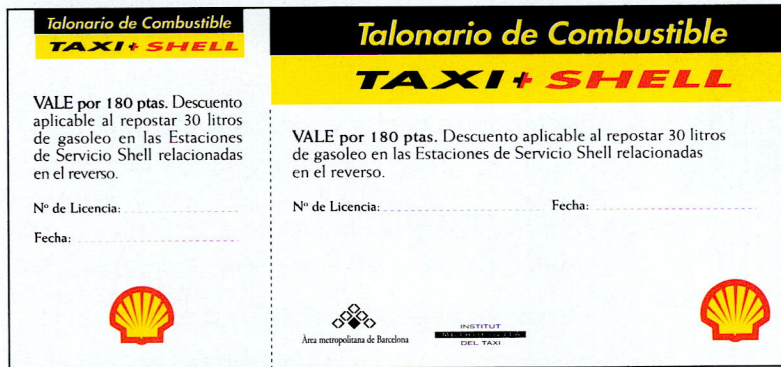 Talonario de Combustible
TAXI+SHELL
VALE por 180 ptas. Descuento
aplicable al repostar 30 litros
de gasoleo en las Estaciones
de Servicio Shell relacionadas
en el reverso.
Nº de Licencia:
Fecha:
Talonario de Combustible
TAXI+SHELL
VALE por 180 ptas. Descuento aplicable al repostar 30 litros
de gasoleo en las Estaciones de Servicio Shell relacionadas
en el reverso.
Nº de Licencia: Fecha:
Àrea metropolitana de Barcelona
INSTITUT
METROPOLITÀ
DEL TAXI